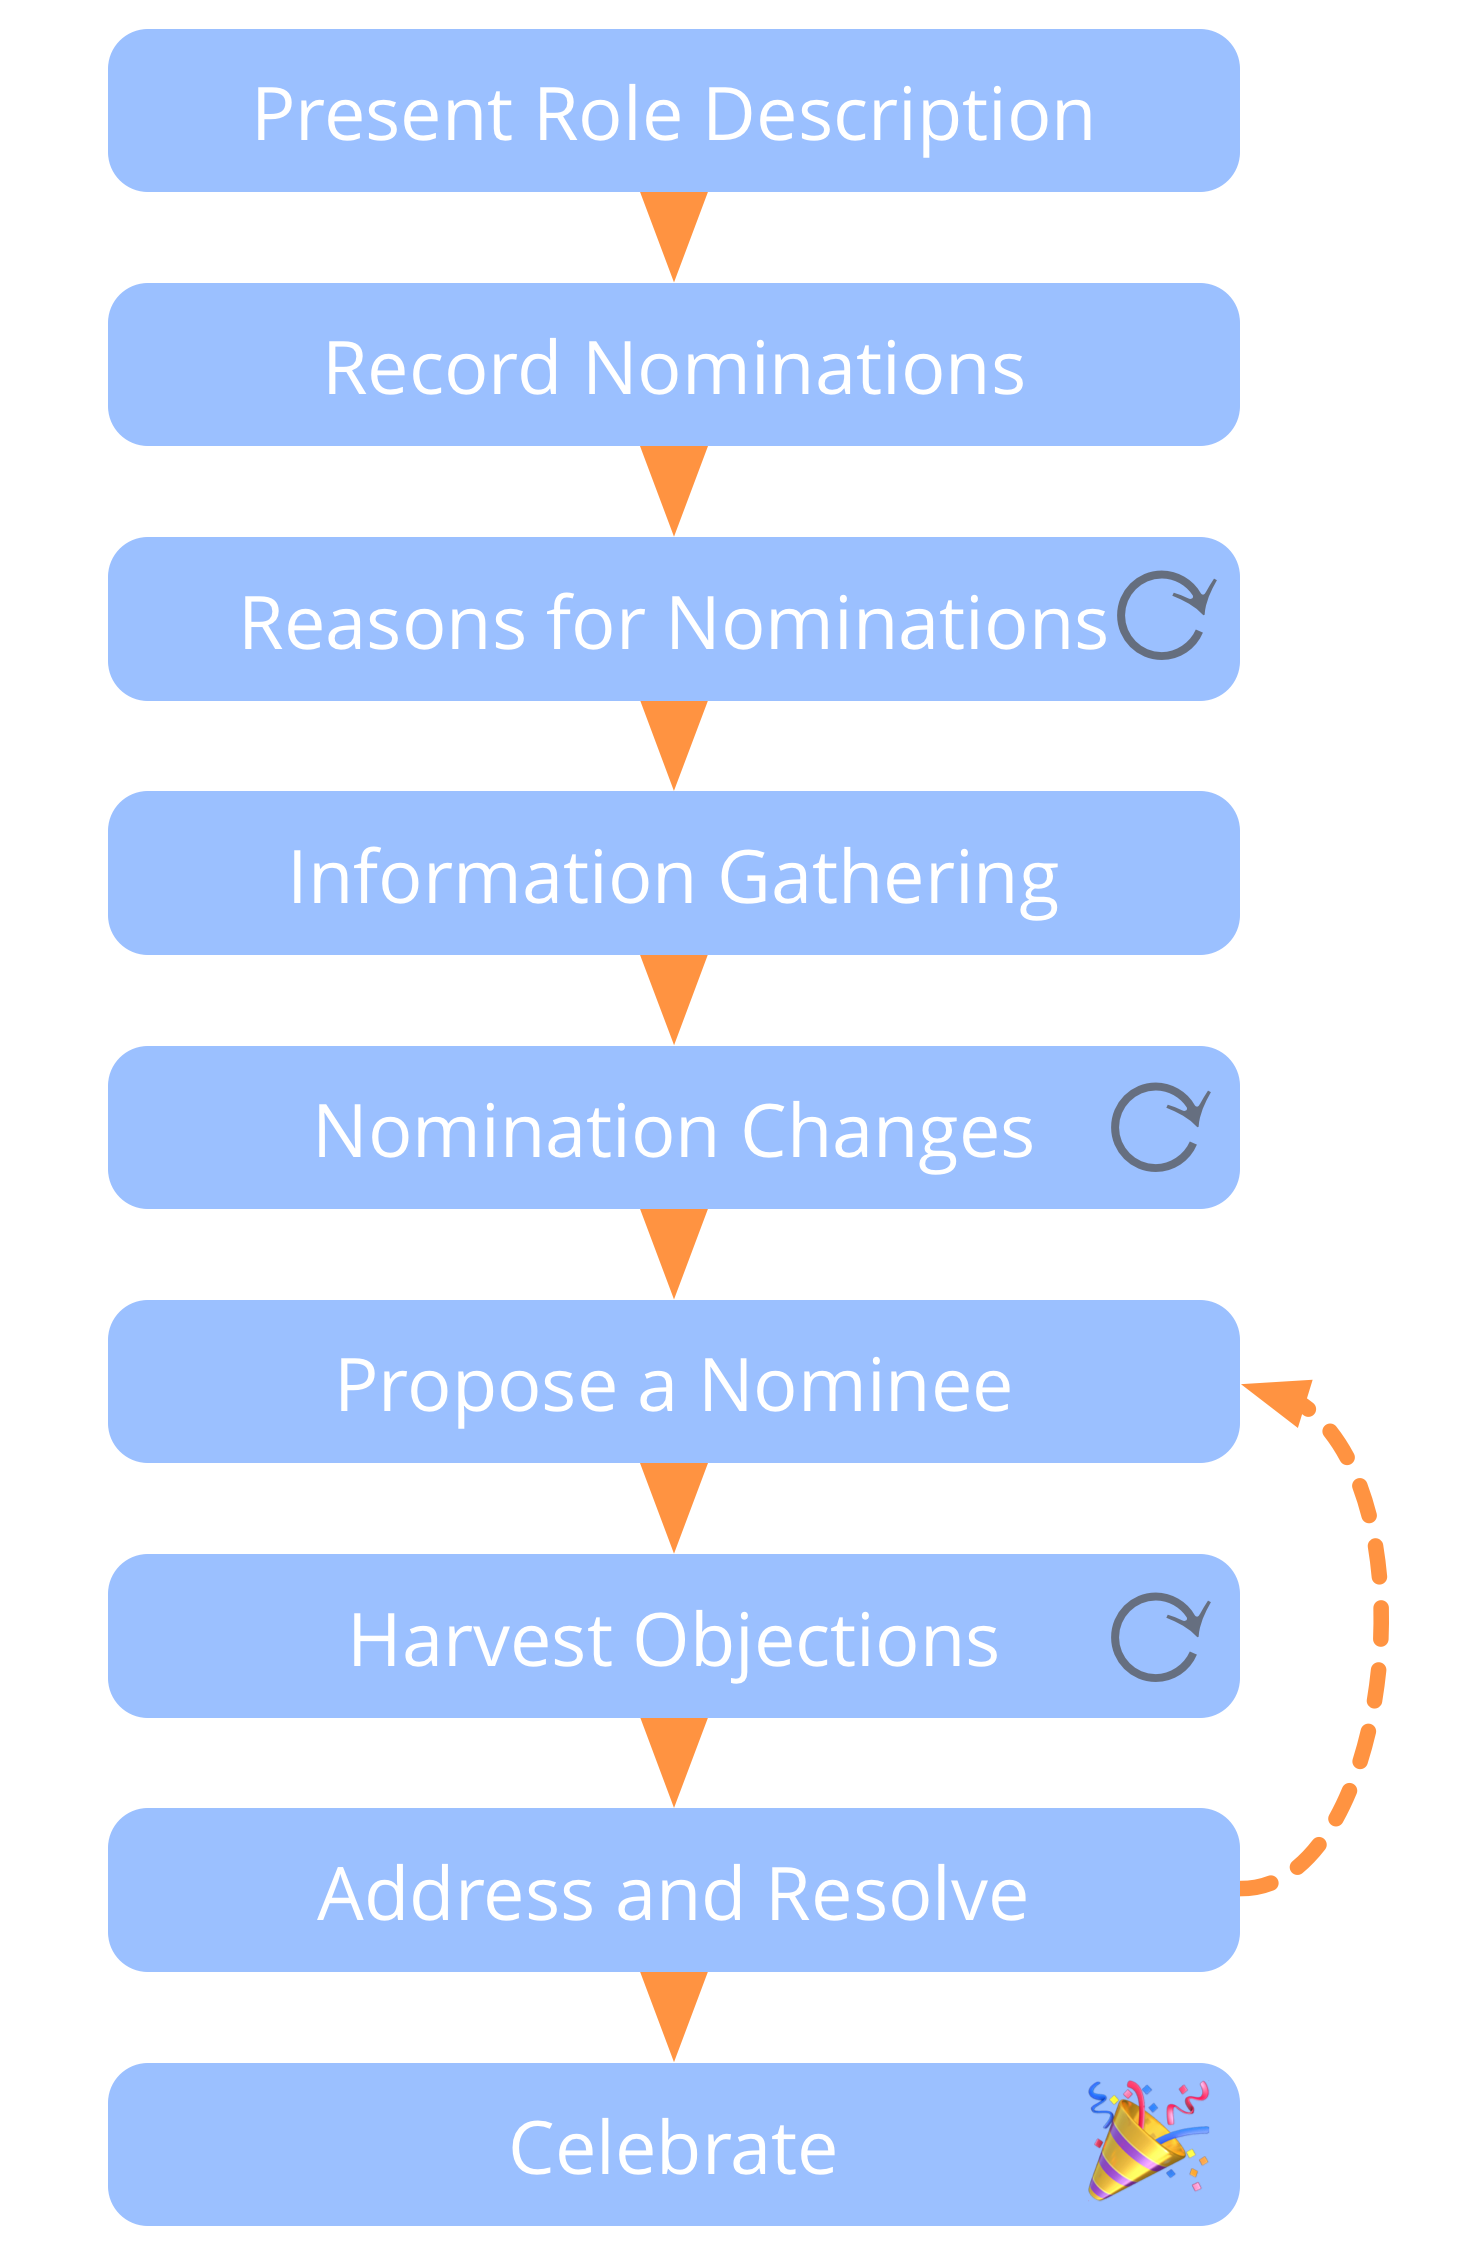 Present Role Description
Record Nominations
Reasons for Nominations
Information Gathering
Nomination Changes
Propose a Nominee
Harvest Objections
Address and Resolve
Celebrate